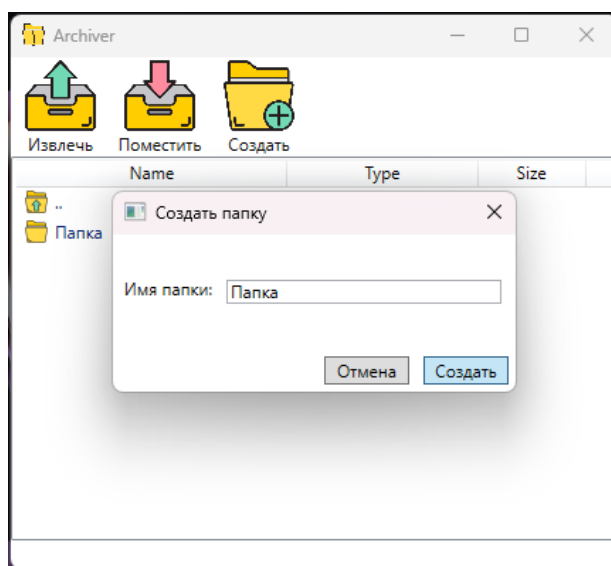 Archiver
Извлечь Поместить Создать
Name Type Size
..
Папка
Создать папку
Имя папки: Папка
Отмена Создать